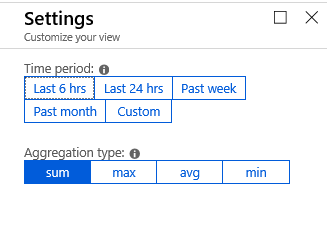 Settings
Customize your view
Time period:
Last 6 hrs Last 24 hrs Past week
Past month Custom
Aggregation type:
sum max avg min